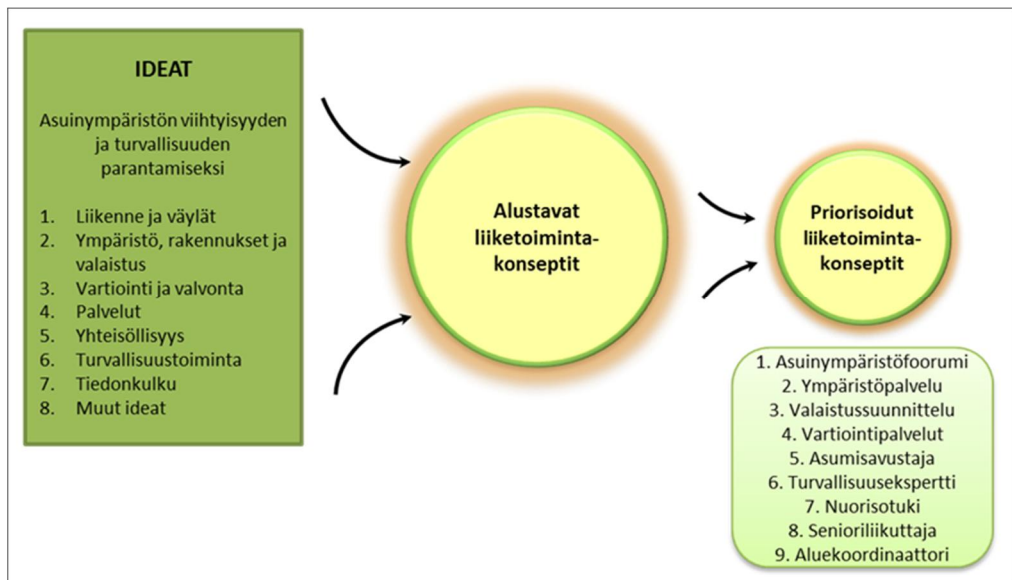 IDEAT
Asuinympäristön viihtyisyyden
ja turvallisuuden
parantamiseksi
1. Liikenne ja väylät
2. Ympäristö, rakennukset ja
valaistus
3. Vartiointi ja valvonta
4. Palvelut
5. Yhteisöllisyys
6. Turvallisuustoiminta
7. Tiedonkulku
8. Muut ideat
Alustavat
liiketoiminta-
konseptit
Priorisoidut
liiketoiminta-
konseptit
1. Asuinympäristöfoorumi
2. Ympäristöpalvelu
3. Valaistussuunnittelu
4. Vartiointipalvelut
5. Asumisavustaja
6. Turvallisuusekspertti
7. Nuorisotuki
8. Senioriliikuttaja
9. Aluekoordinaattori